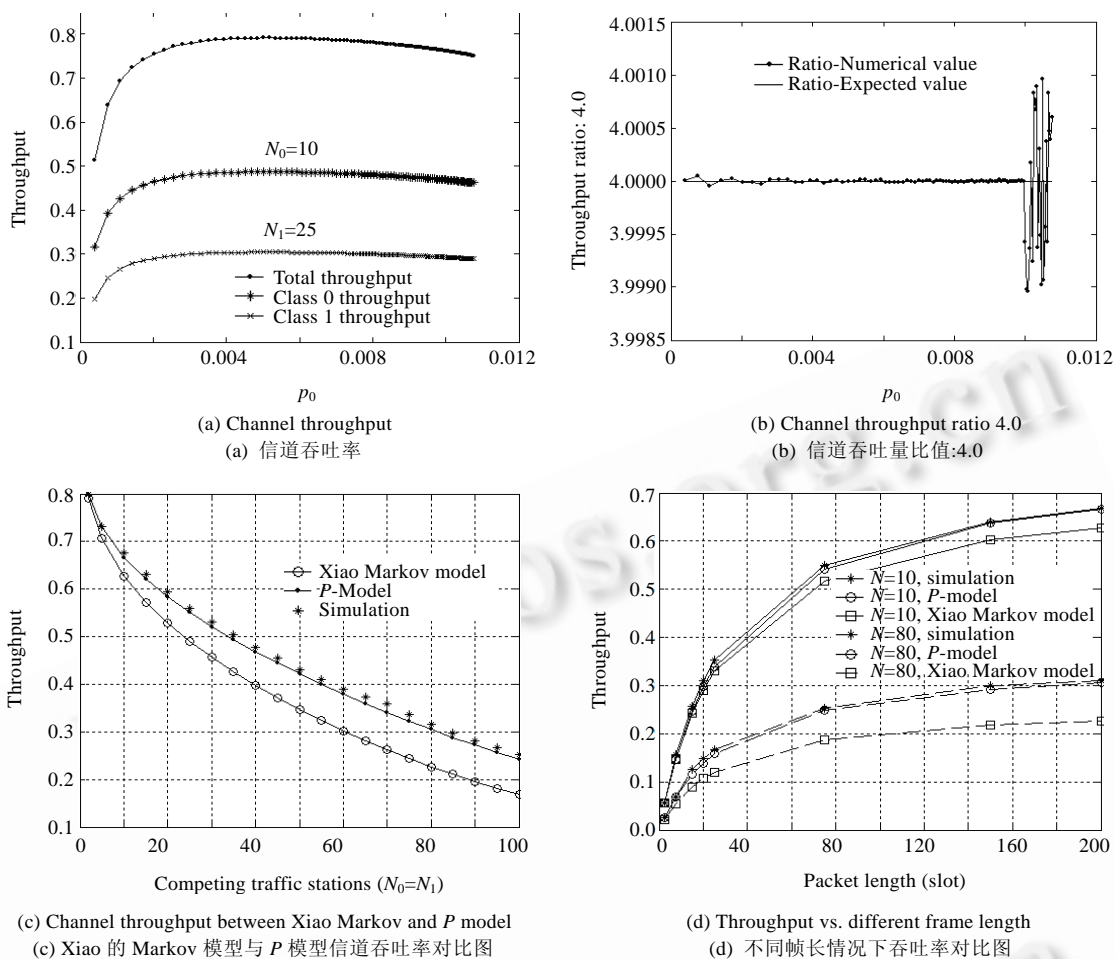 0.8
0.7
0.6
0.5
0.4
0.3
0.2
0.1
Throughput
N0=10
N1=25
Total throughput
Class 0 throughput
Class 1 throughput
0 0.004 0.008 0.012
p0
(a) Channel throughput
(a) 信道吞吐率
4.0015
4.0010
4.0005
4.0000
3.9995
3.9990
3.9985
Throughput ratio: 4.0
Ratio-Numerical value
Ratio-Expected value
0 0.004 0.008 0.012
p0
(b) Channel throughput ratio 4.0
(b) 信道吞吐量比值:4.0
0.8
0.7
0.6
0.5
0.4
0.3
0.2
0.1
Throughput
Xiao Markov model
P-Model
Simulation
0 20 40 60 80 100
Competing traffic stations (N0=N1)
(c) Channel throughput between Xiao Markov and P model
(c) Xiao 的 Markov 模型与 P 模型信道吞吐率对比图
0.7
0.6
0.5
0.4
0.3
0.2
0.1
0.0
Throughput
N=10, simulation
N=10, P-model
N=10, Xiao Markov model
N=80, simulation
N=80, P-model
N=80, Xiao Markov model
0 40 80 120 160 200
Packet length (slot)
(d) Throughput vs. different frame length
(d) 不同帧长情况下吞吐率对比图